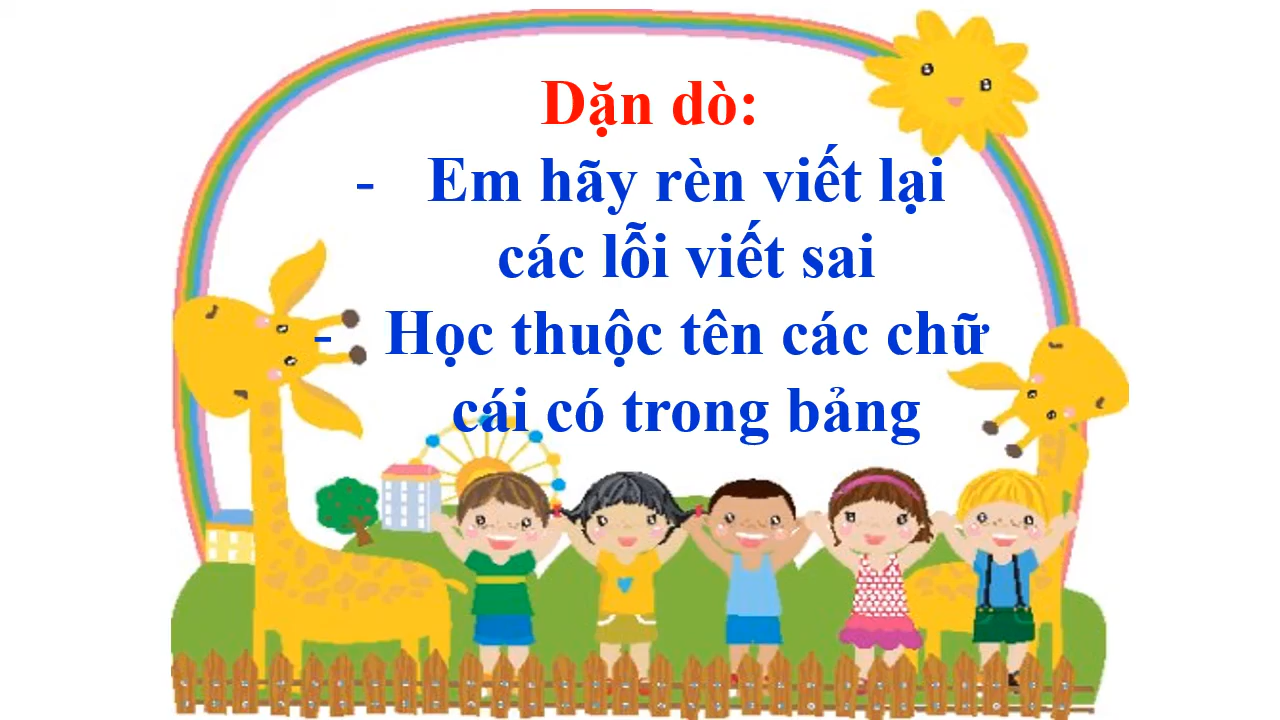 Dặn dò:
- Em hãy rèn viết lại
các lỗi viết sai
- Học thuộc tên các chữ
cái có trong bảng